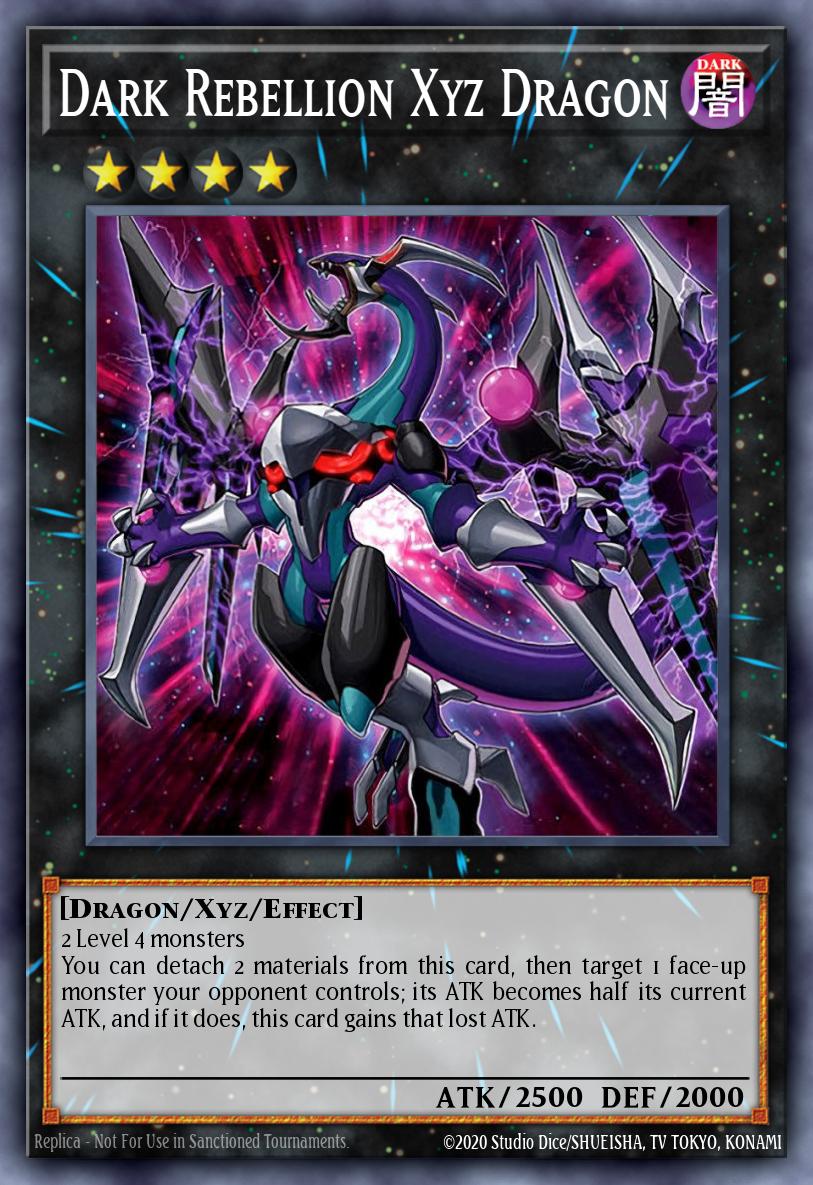 Dark Rebellion Xyz Dragon
DARK
闇
[Dragon/Xyz/Effect]
2 Level 4 monsters
You can detach 2 materials from this card, then target 1 face-up
monster your opponent controls; its ATK becomes half its current
ATK, and if it does, this card gains that lost ATK.
ATK/2500 DEF/2000
Replica - Not For Use in Sanctioned Tournaments.
©2020 Studio Dice/SHUEISHA, TV TOKYO, KONAMI